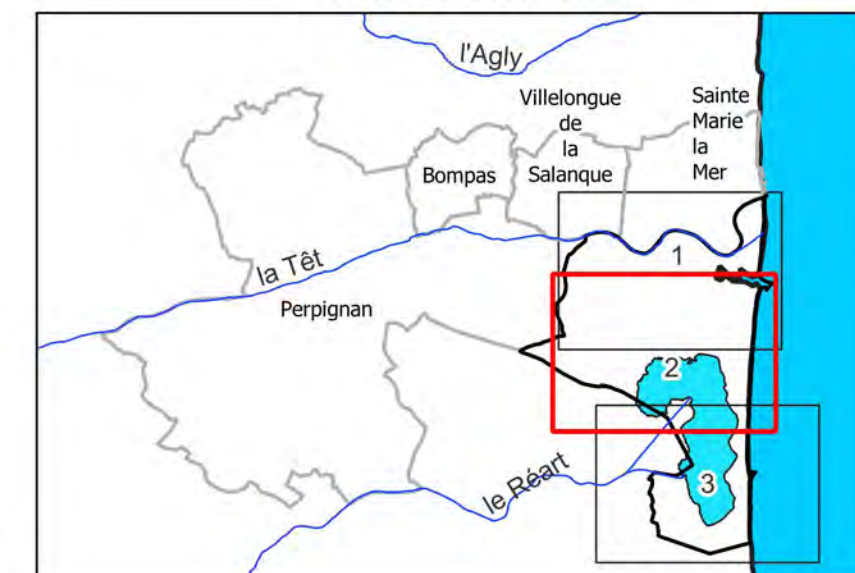 l'Agly
Villelongue
de
la
Salanque
Sainte
Marie
la
Mer
Bompas
1
la Têt
Perpignan
2
le Réart
3